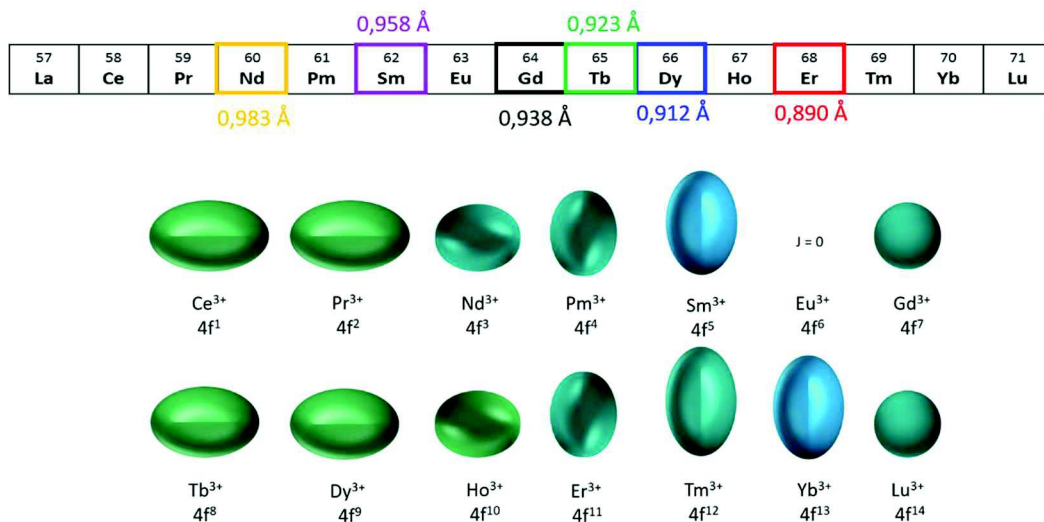 0,958 Å 0,923 Å
57 58 59 60 61 62 63 64 65 66 67 68 69 70 71
La Ce Pr Nd Pm Sm Eu Gd Tb Dy Ho Er Tm Yb Lu
0,983 Å 0,938 Å 0,912 Å 0,890 Å
J = 0
Ce³⁺ Pr³⁺ Nd³⁺ Pm³⁺ Sm³⁺ Eu³⁺ Gd³⁺
4f¹ 4f² 4f³ 4f⁴ 4f⁵ 4f⁶ 4f⁷
Tb³⁺ Dy³⁺ Ho³⁺ Er³⁺ Tm³⁺ Yb³⁺ Lu³⁺
4f⁸ 4f⁹ 4f¹⁰ 4f¹¹ 4f¹² 4f¹³ 4f¹⁴